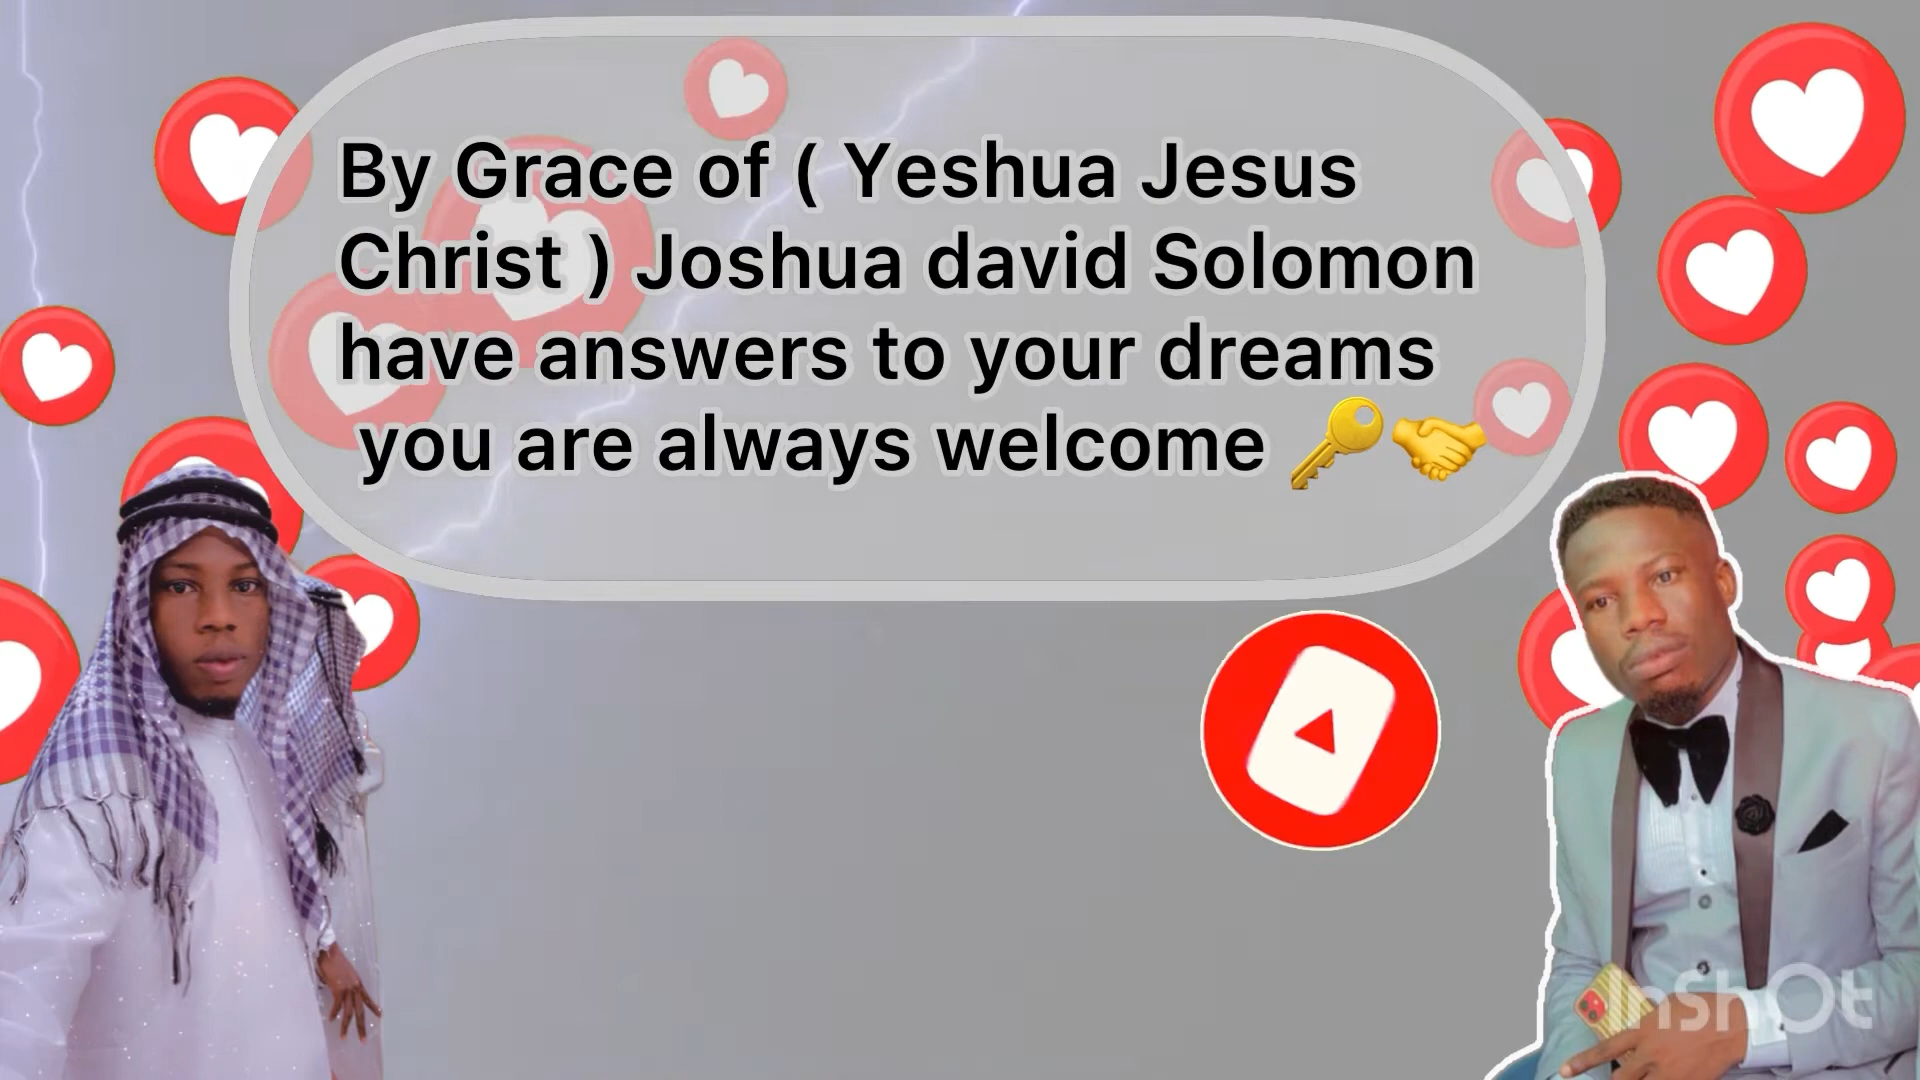 By Grace of ( Yeshua Jesus
Christ ) Joshua david Solomon
have answers to your dreams
you are always welcome 🔑🤝
InShOt